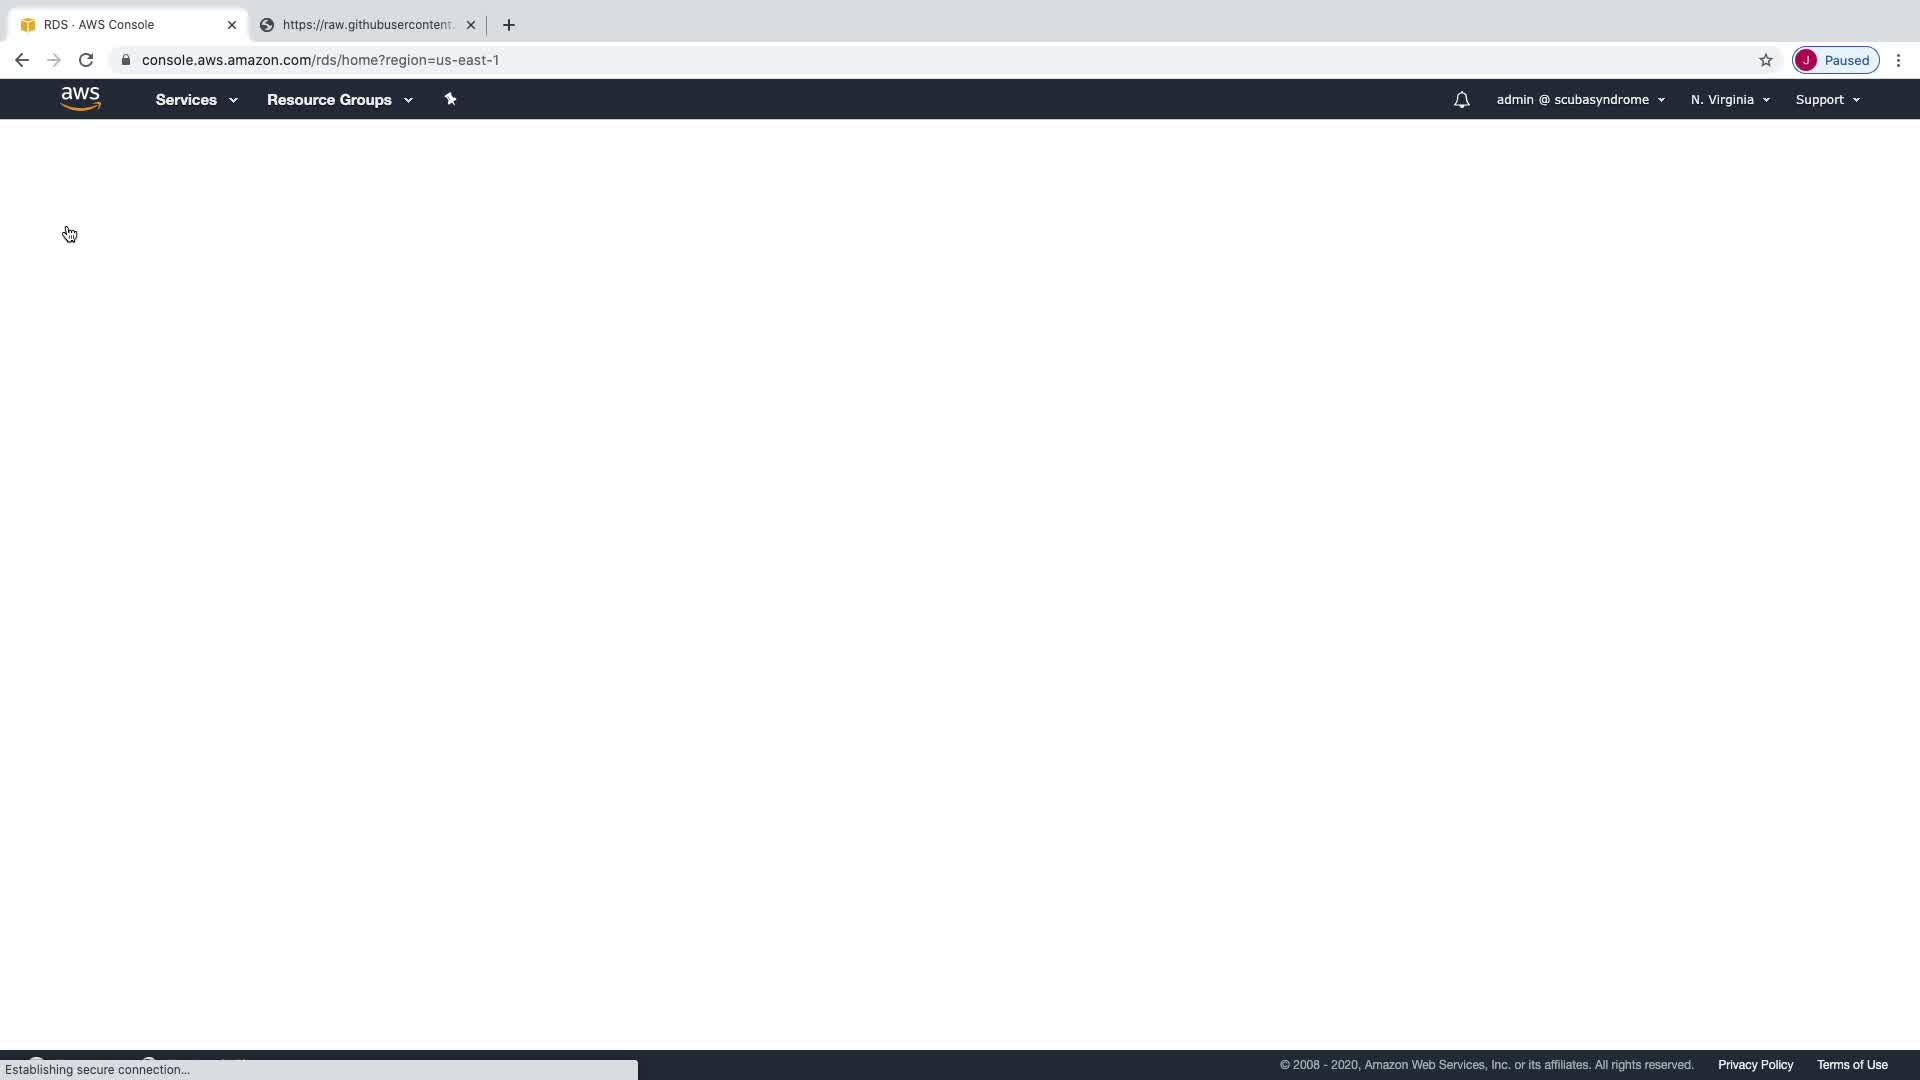 RDS · AWS Console
https://raw.githubusercontent.
console.aws.amazon.com/rds/home?region=us-east-1
J Paused
aws Services Resource Groups admin @ scubasyndrome N. Virginia Support
Establishing secure connection...
© 2008 - 2020, Amazon Web Services, Inc. or its affiliates. All rights reserved. Privacy Policy Terms of Use